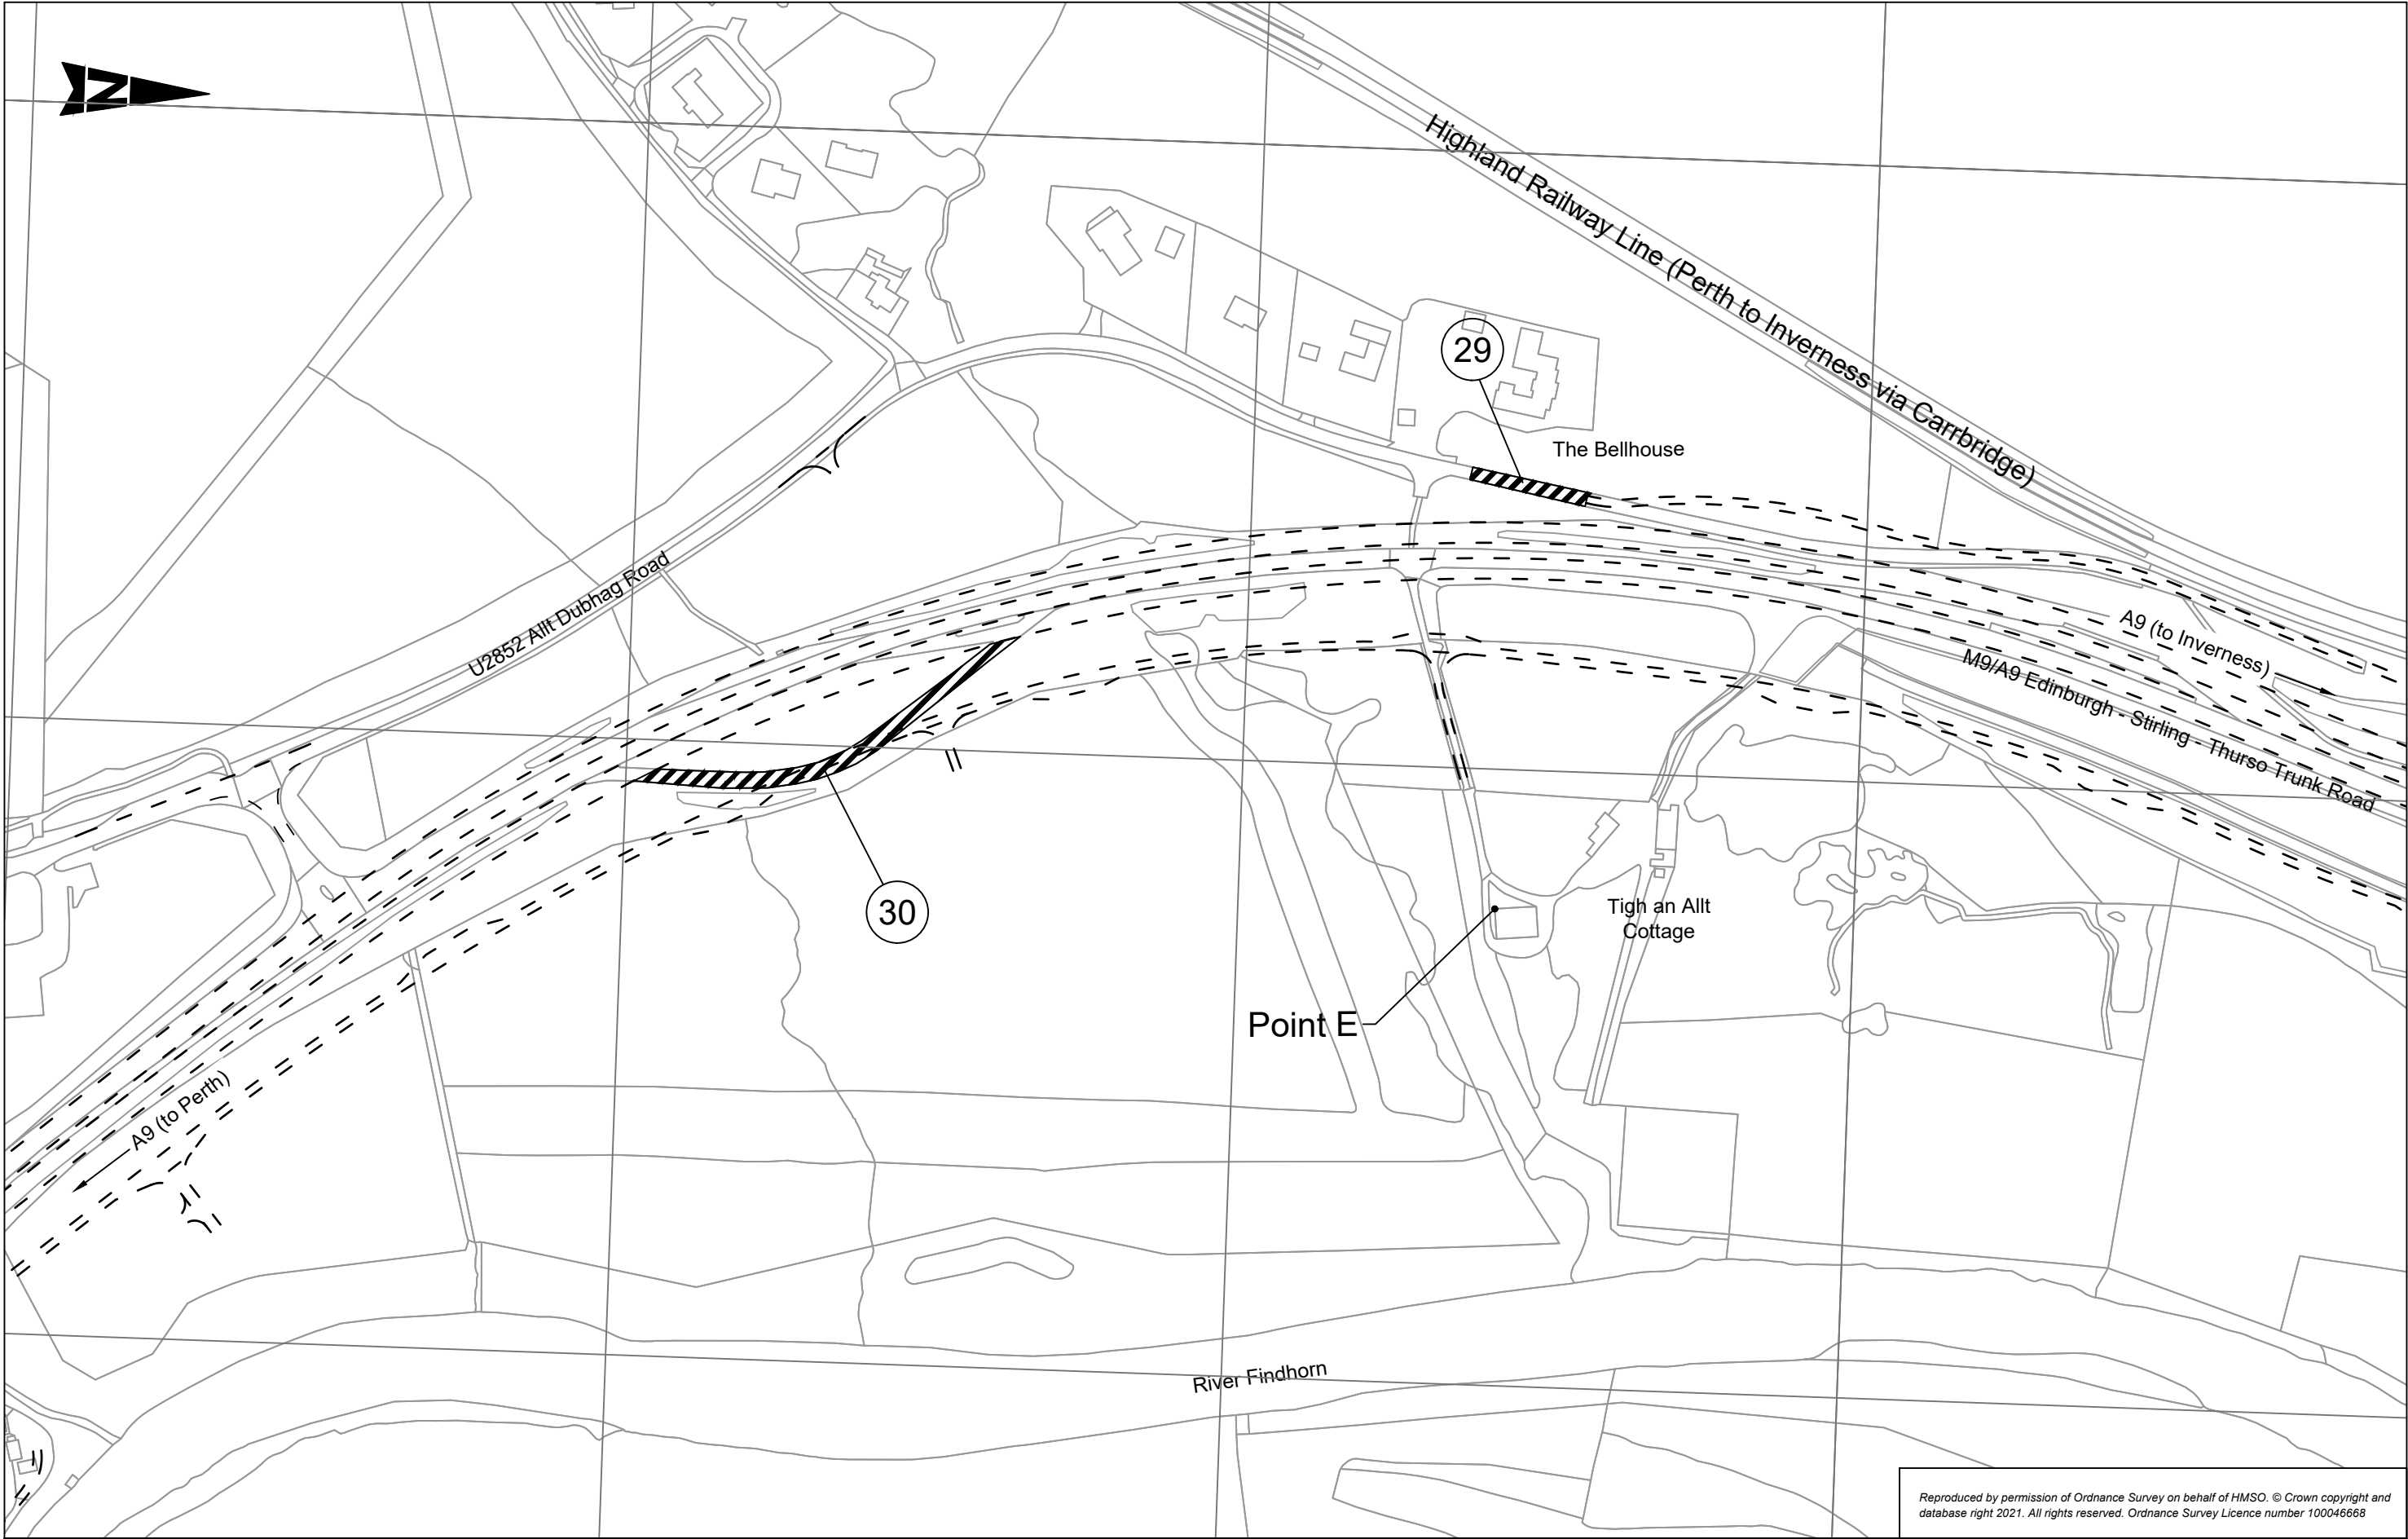 N
Highland Railway Line (Perth to Inverness via Carrbridge)
29
The Bellhouse
U2852 Allt Dubhag Road
A9 (to Inverness)
M9/A9 Edinburgh - Stirling - Thurso Trunk Road
30
Tigh an Allt
Cottage
Point E
A9 (to Perth)
River Findhorn
Reproduced by permission of Ordnance Survey on behalf of HMSO. © Crown copyright and
database right 2021. All rights reserved. Ordnance Survey Licence number 100046668